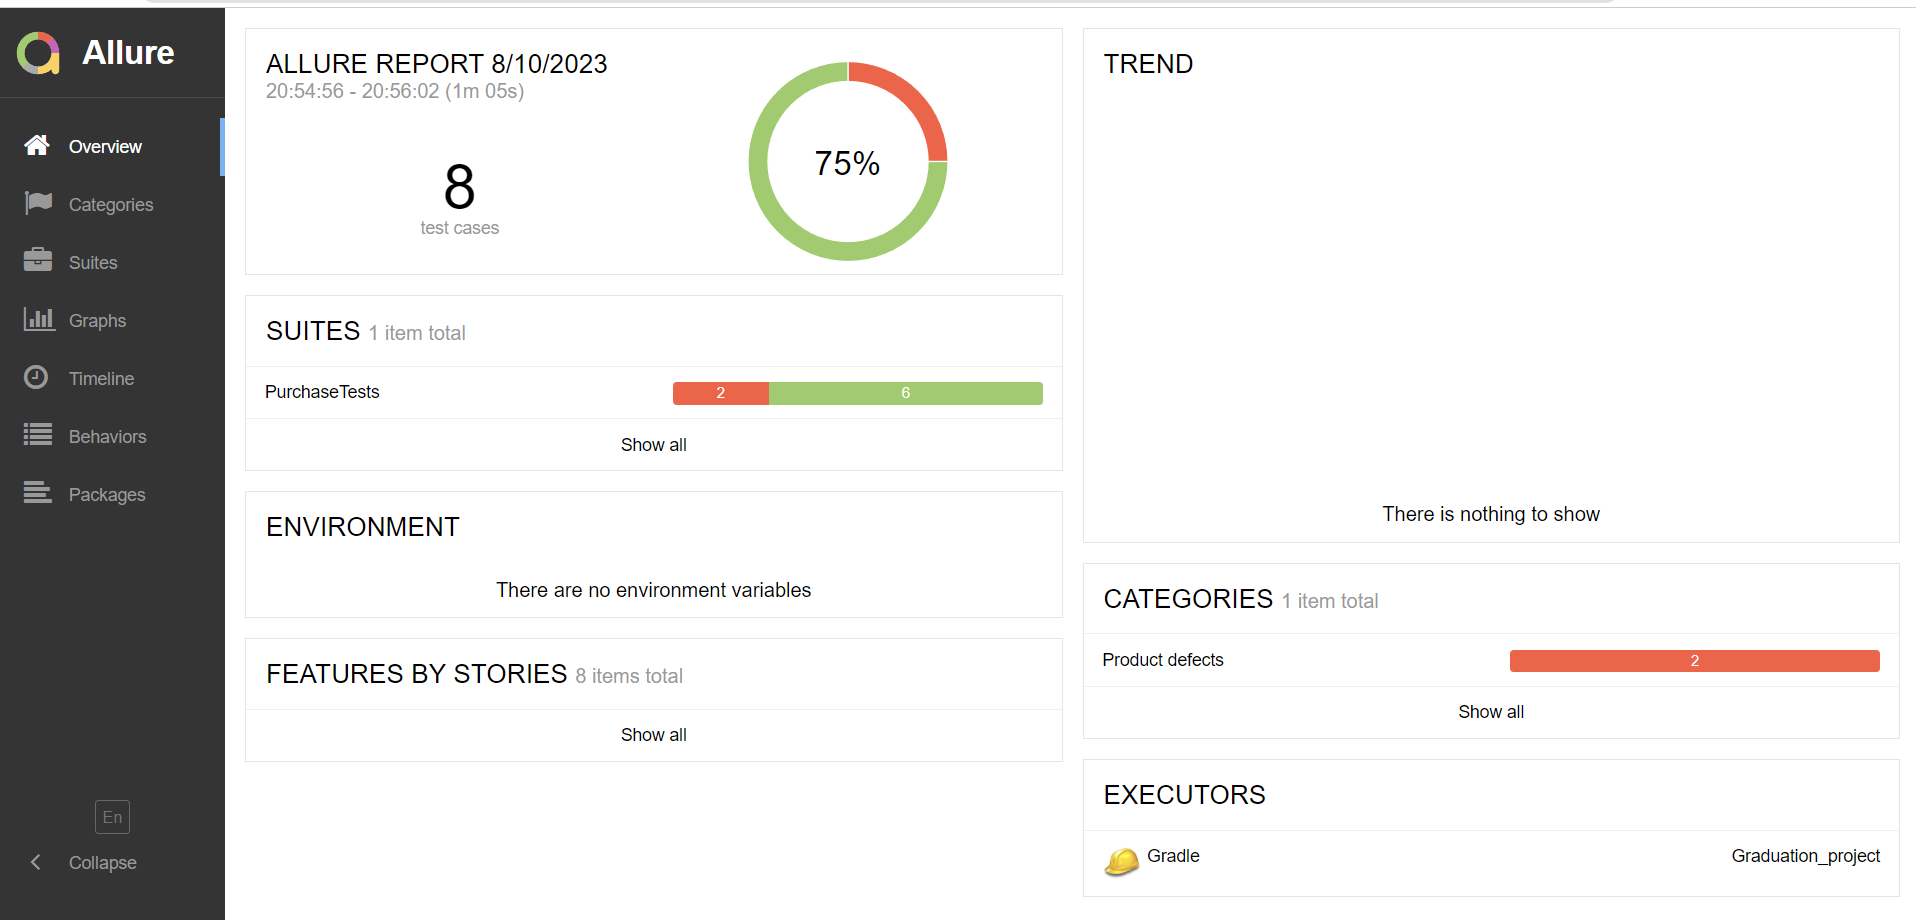 Allure
Overview
Categories
Suites
Graphs
Timeline
Behaviors
Packages
En
Collapse
ALLURE REPORT 8/10/2023
20:54:56 - 20:56:02 (1m 05s)
8
test cases
75%
SUITES 1 item total
PurchaseTests 2 6
Show all
ENVIRONMENT
There are no environment variables
FEATURES BY STORIES 8 items total
Show all
TREND
There is nothing to show
CATEGORIES 1 item total
Product defects 2
Show all
EXECUTORS
Gradle Graduation_project